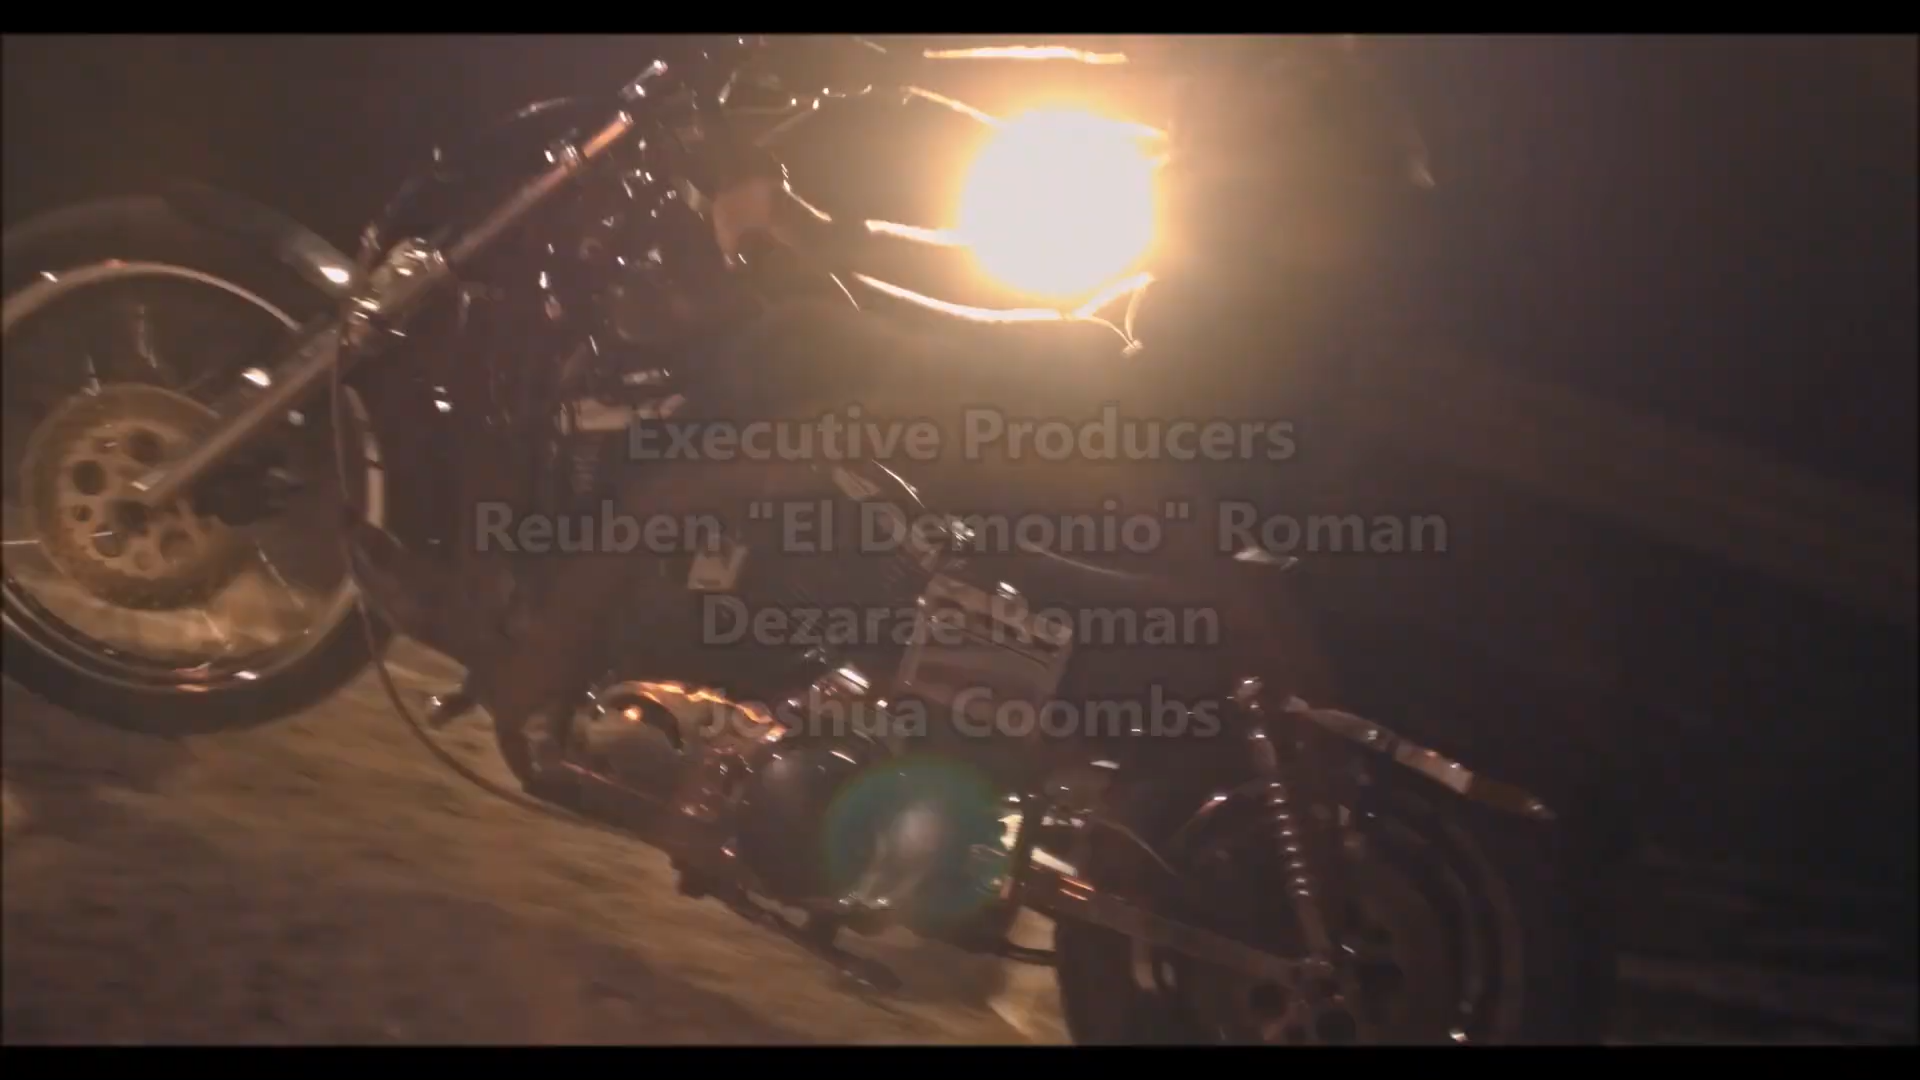 Executive Producers
Reuben "El Demonio" Roman
Dezarae Roman
Joshua Coombs